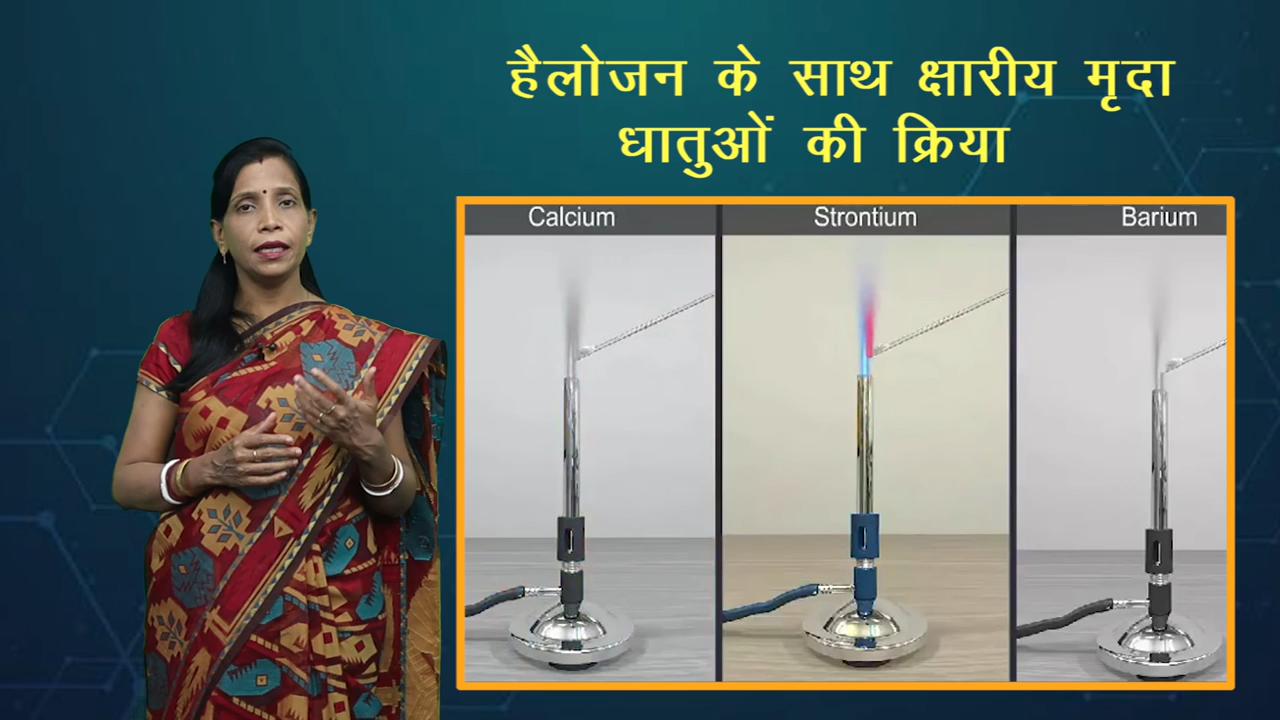 हैलोजन के साथ क्षारीय मृदा
धातुओं की क्रिया
Calcium
Strontium
Barium